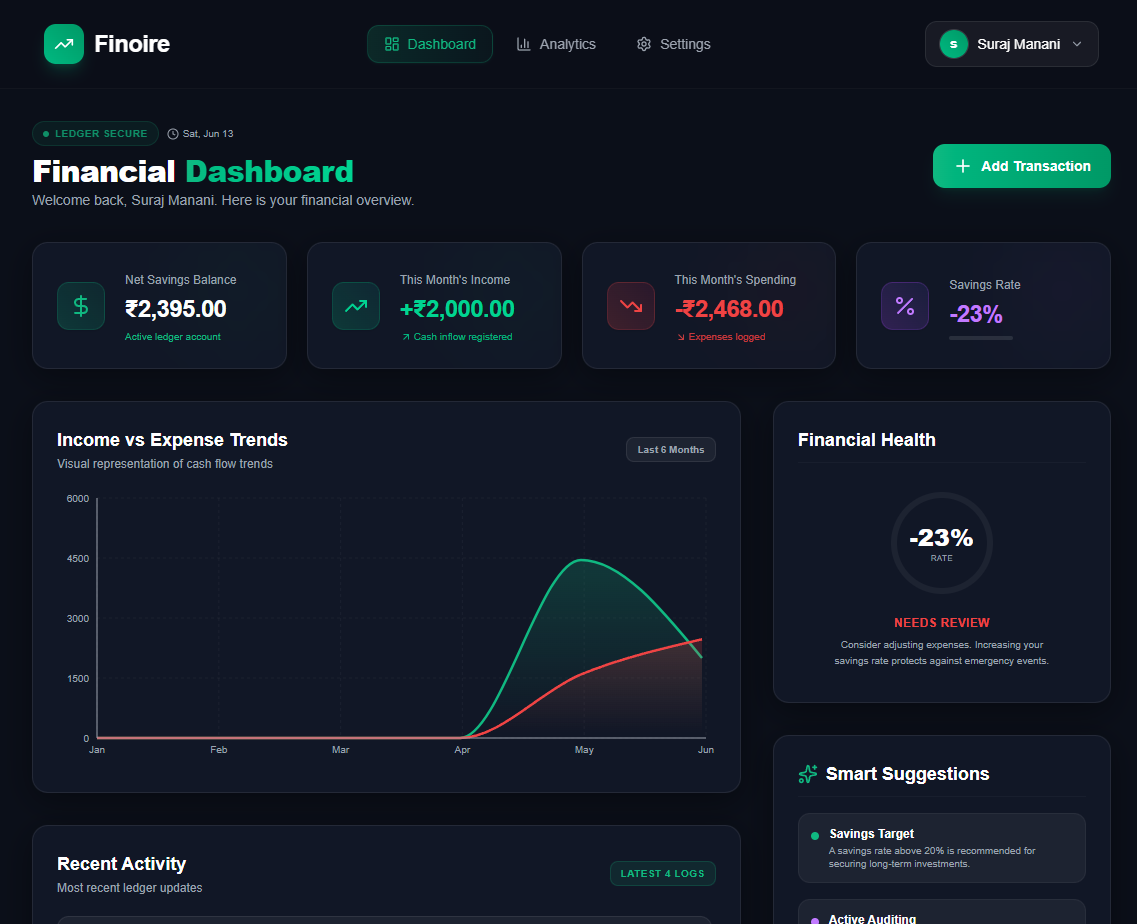 Finoire
Dashboard
Analytics
Settings
S
Suraj Manani
LEDGER SECURE
Sat, Jun 13
Financial Dashboard
Welcome back, Suraj Manani. Here is your financial overview.
Add Transaction
Net Savings Balance
₹2,395.00
Active ledger account
This Month's Income
+₹2,000.00
Cash inflow registered
This Month's Spending
-₹2,468.00
Expenses logged
Savings Rate
-23%
Income vs Expense Trends
Visual representation of cash flow trends
Last 6 Months
6000
4500
3000
1500
0
Jan
Feb
Mar
Apr
May
Jun
Financial Health
-23%
RATE
NEEDS REVIEW
Consider adjusting expenses. Increasing your
savings rate protects against emergency events.
Smart Suggestions
Savings Target
A savings rate above 20% is recommended for
securing long-term investments.
Active Auditing
Recent Activity
Most recent ledger updates
LATEST 4 LOGS